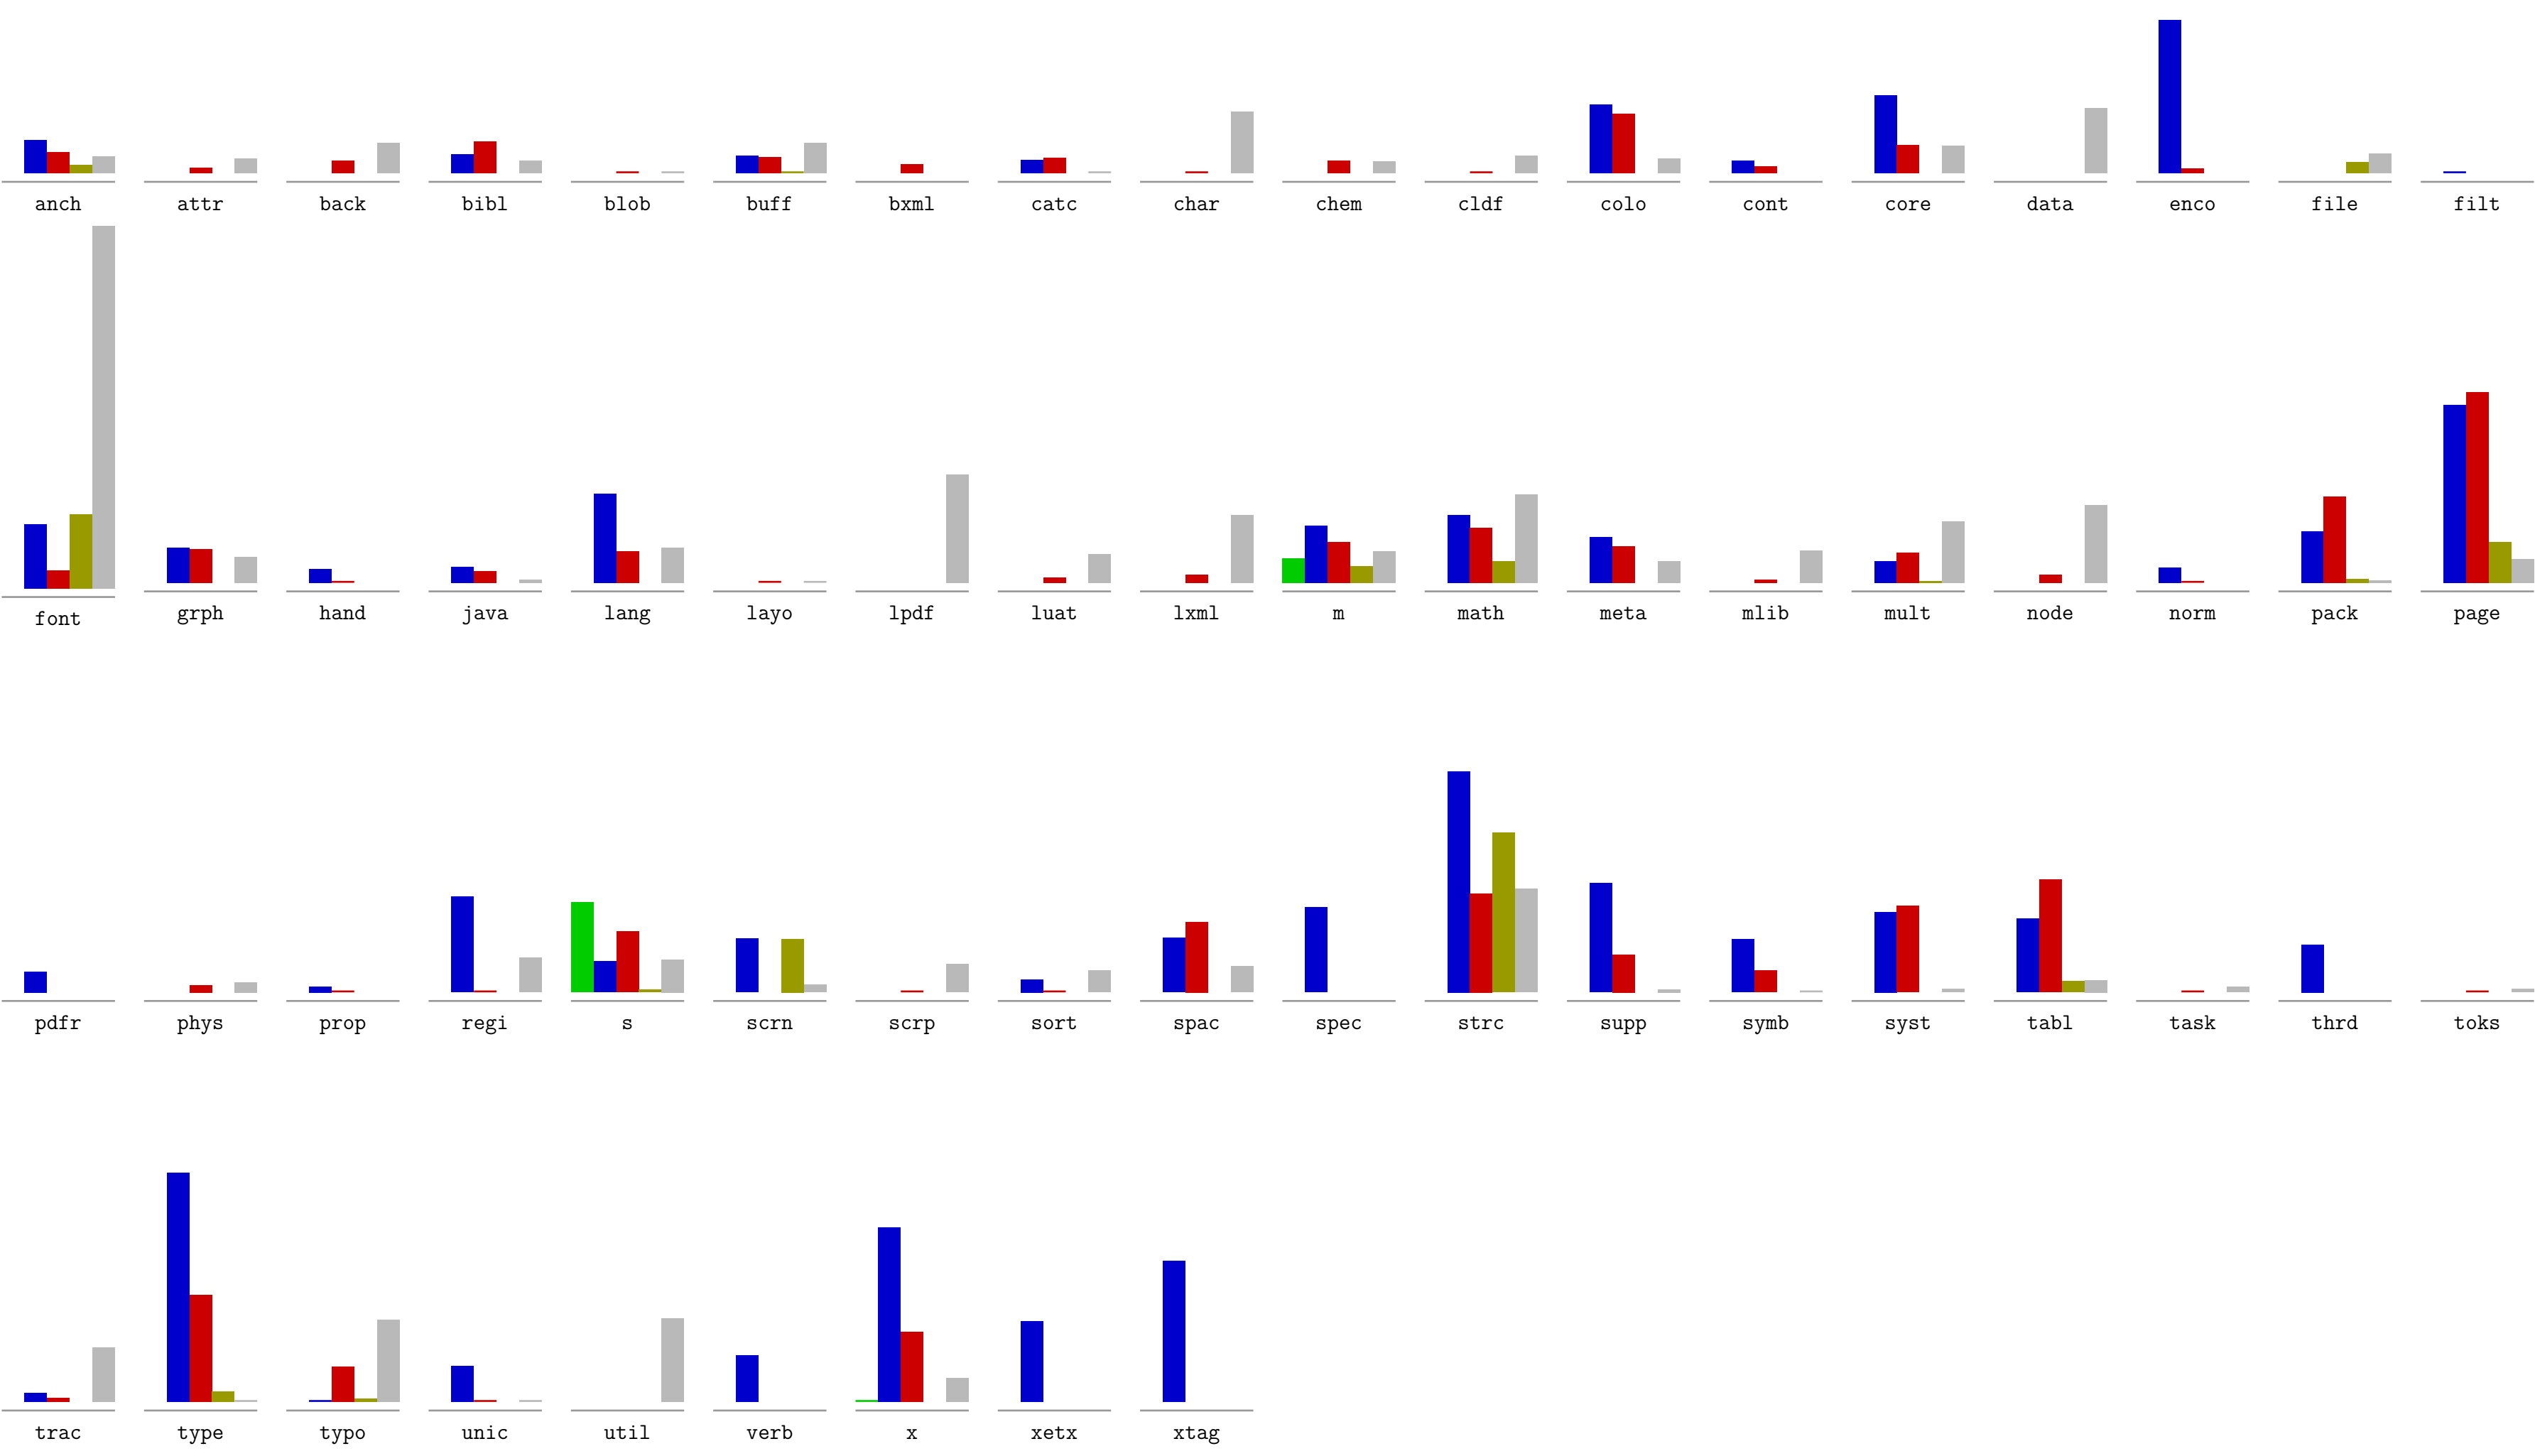 anch attr back bibl blob buff bxml catc char chem cldf colo cont core data enco file filt
font grph hand java lang layo lpdf luat lxml m math meta mlib mult node norm pack page
pdfr phys prop regi s scrn scrp sort spac spec strc supp symb syst tabl task thrd toks
trac type typo unic util verb x xetx xtag